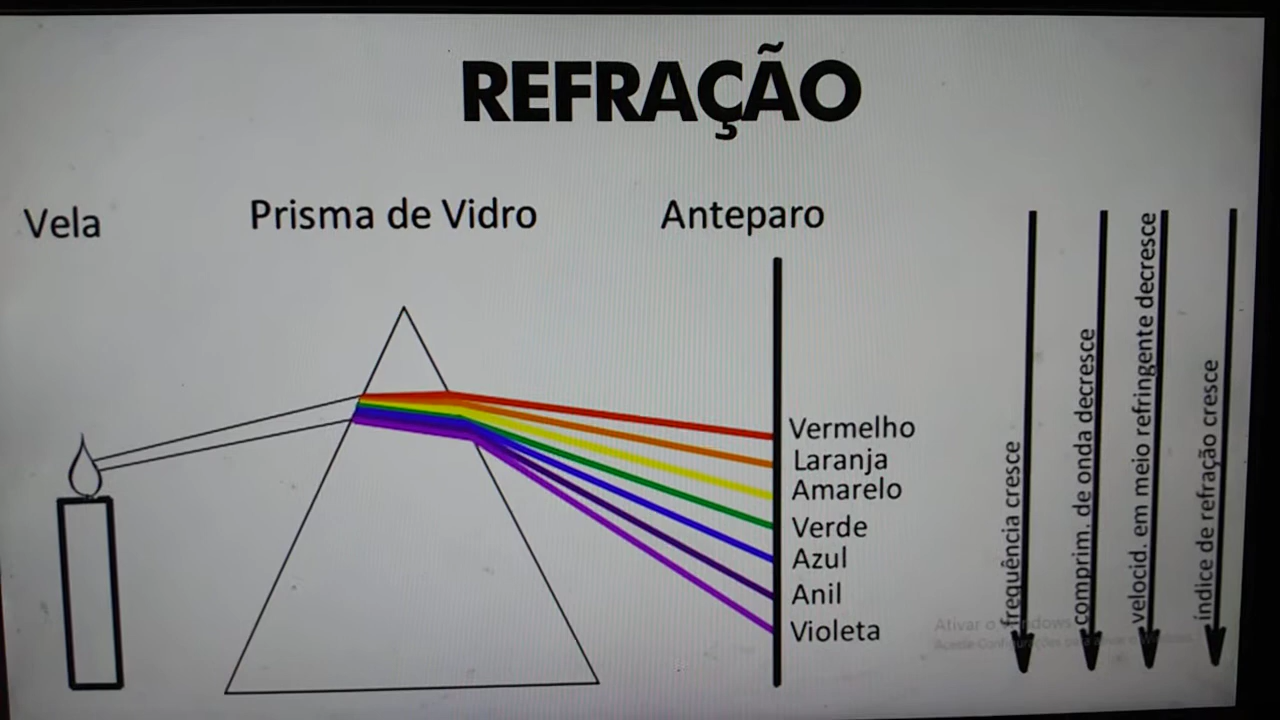 REFRAÇÃO
Vela
Prisma de Vidro
Anteparo
Vermelho
Laranja
Amarelo
Verde
Azul
Anil
Violeta
frequência cresce
comprim. de onda decresce
velocid. em meio refringente decresce
índice de refração cresce
Ativar o Windows